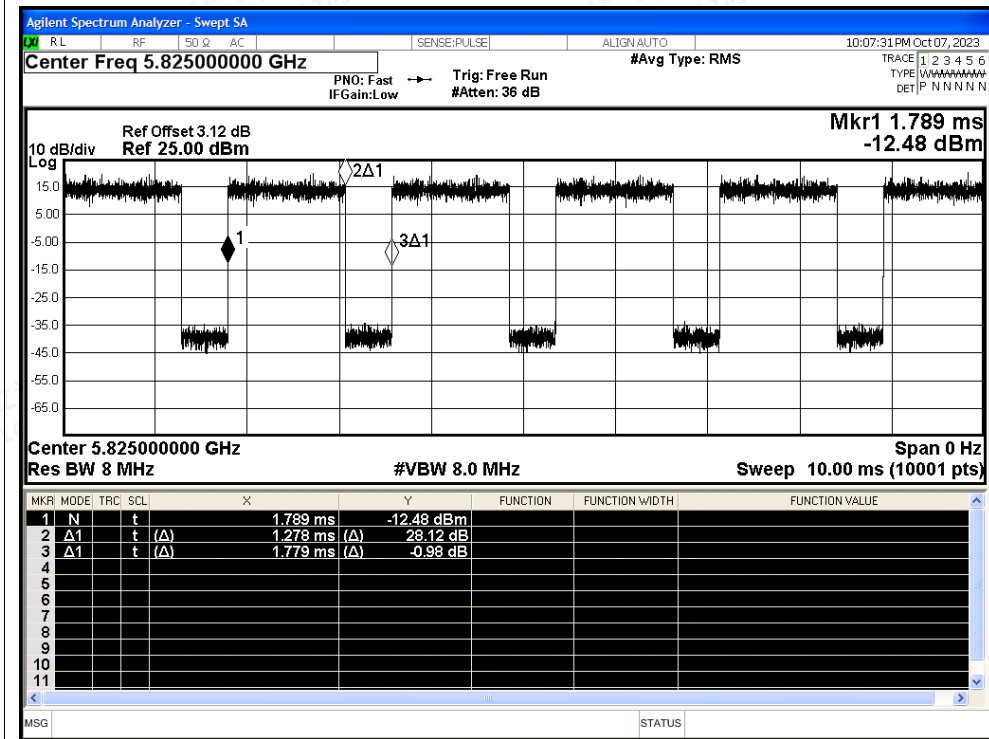 Agilent Spectrum Analyzer - Swept SA
LXI RL RF 50 Ω AC SENSE:PULSE ALIGN AUTO 10:07:31 PM Oct 07, 2023
Center Freq 5.825000000 GHz #Avg Type: RMS TRACE 1 2 3 4 5 6
PNO: Fast Trig: Free Run TYPE WWWWWW
IFGain:Low #Atten: 36 dB DET P N N N N N
Mkr1 1.789 ms
Ref Offset 3.12 dB
10 dB/div Ref 25.00 dBm -12.48 dBm
Log
2Δ1
15.0
5.00
1
3Δ1
-5.00
-15.0
-25.0
-35.0
-45.0
-55.0
-65.0
Center 5.825000000 GHz Span 0 Hz
Res BW 8 MHz #VBW 8.0 MHz Sweep 10.00 ms (10001 pts)
MKR MODE TRC SCL X Y FUNCTION FUNCTION WIDTH FUNCTION VALUE
1 N t 1.789 ms -12.48 dBm
2 Δ1 t (Δ) 1.278 ms (Δ) 28.12 dB
3 Δ1 t (Δ) 1.779 ms (Δ) -0.98 dB
4
5
6
7
8
9
10
11
MSG STATUS